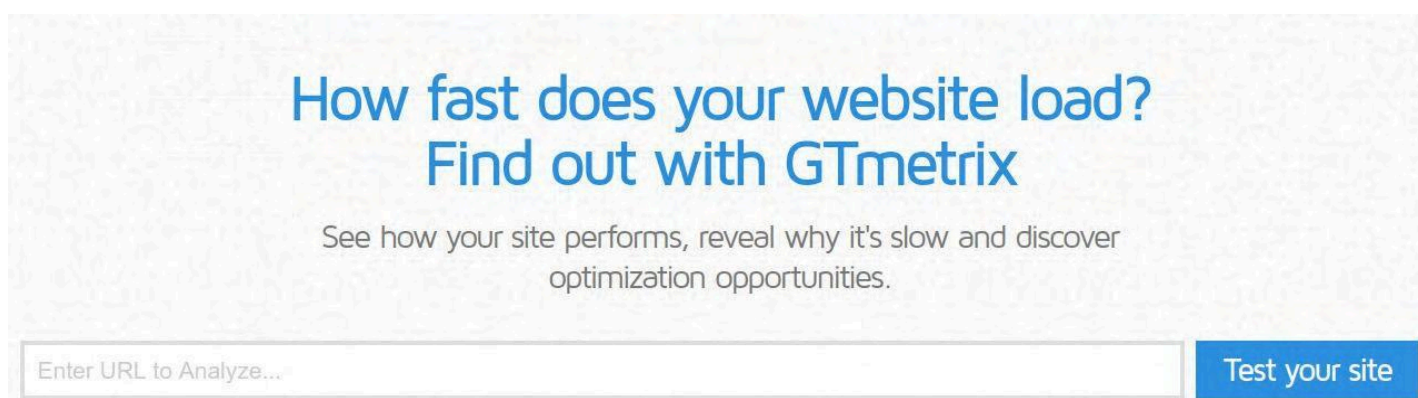 How fast does your website load?
Find out with GTmetrix
See how your site performs, reveal why it's slow and discover
optimization opportunities.
Enter URL to Analyze...
Test your site